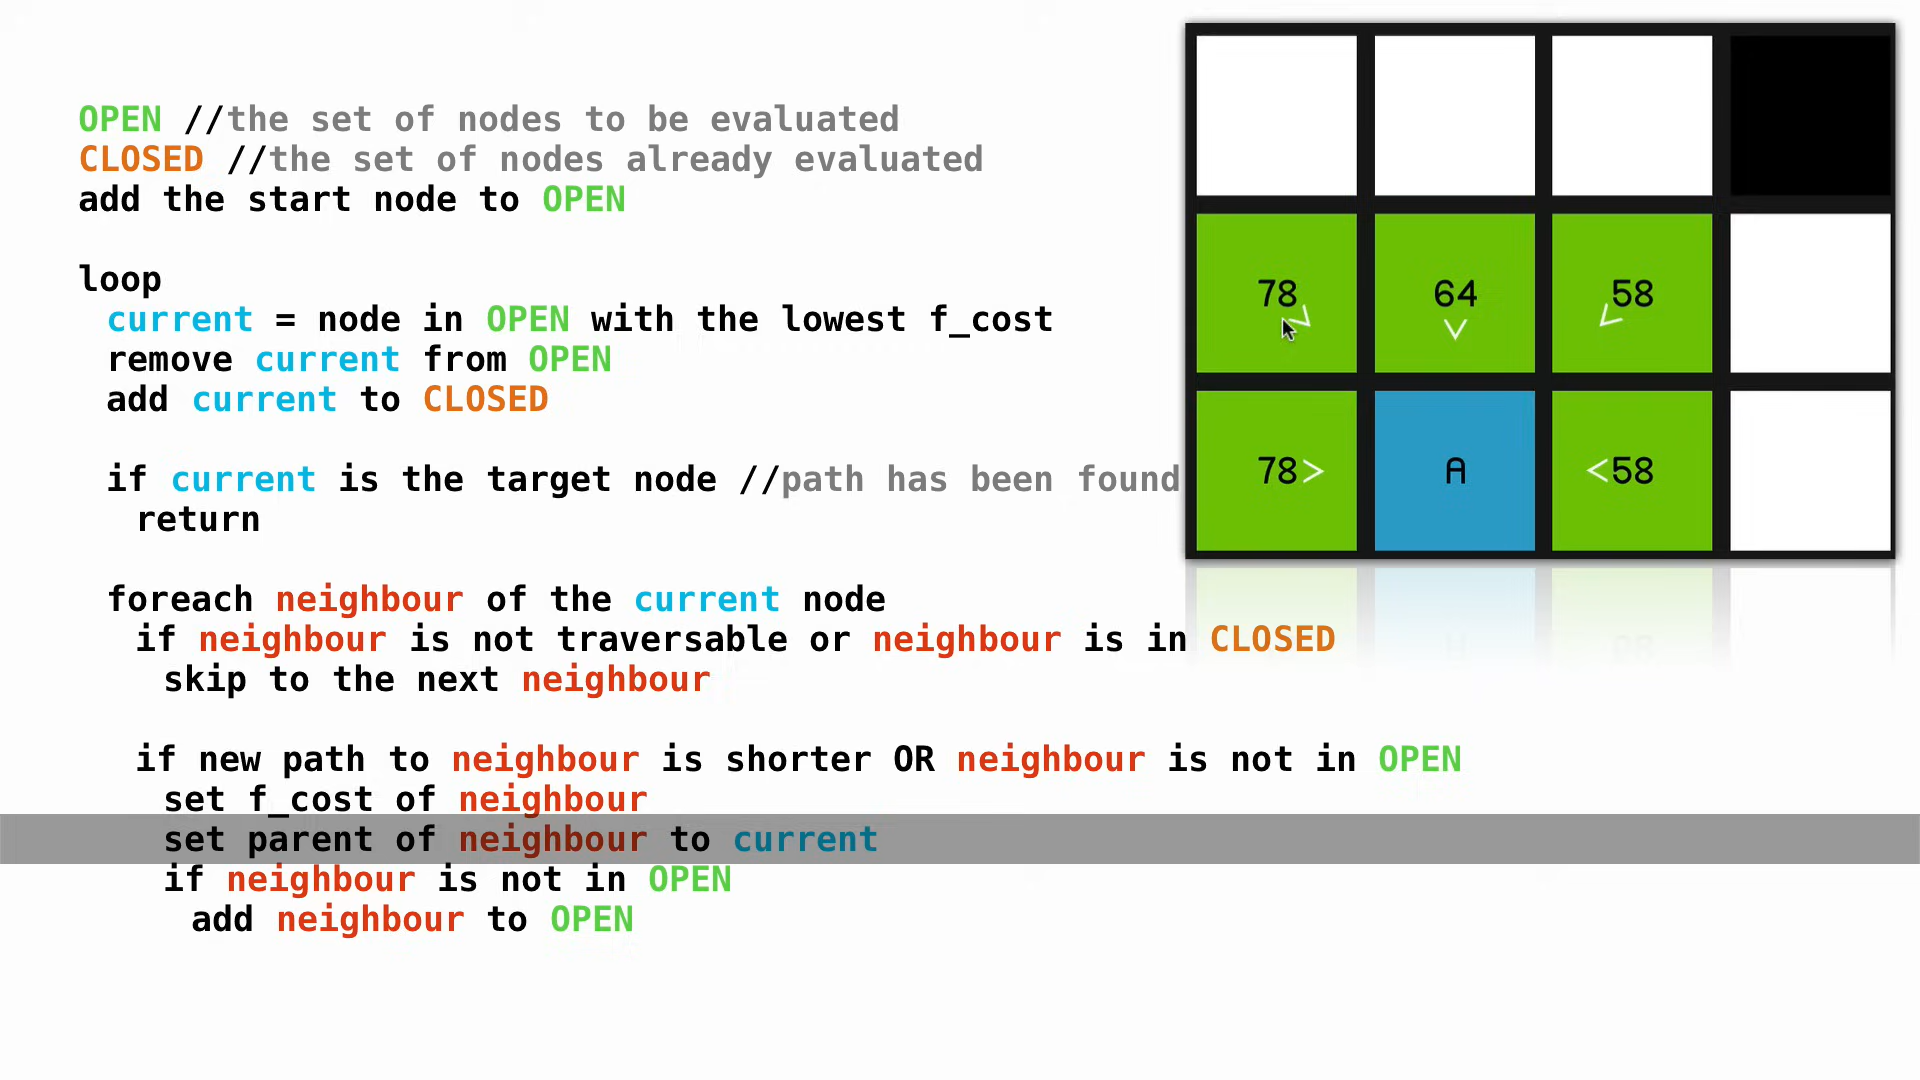 OPEN //the set of nodes to be evaluated
CLOSED //the set of nodes already evaluated
add the start node to OPEN
loop
current = node in OPEN with the lowest f_cost
remove current from OPEN
add current to CLOSED
if current is the target node //path has been found
return
foreach neighbour of the current node
if neighbour is not traversable or neighbour is in CLOSED
skip to the next neighbour
if new path to neighbour is shorter OR neighbour is not in OPEN
set f_cost of neighbour
set parent of neighbour to current
if neighbour is not in OPEN
add neighbour to OPEN
78 64 58
78> A <58